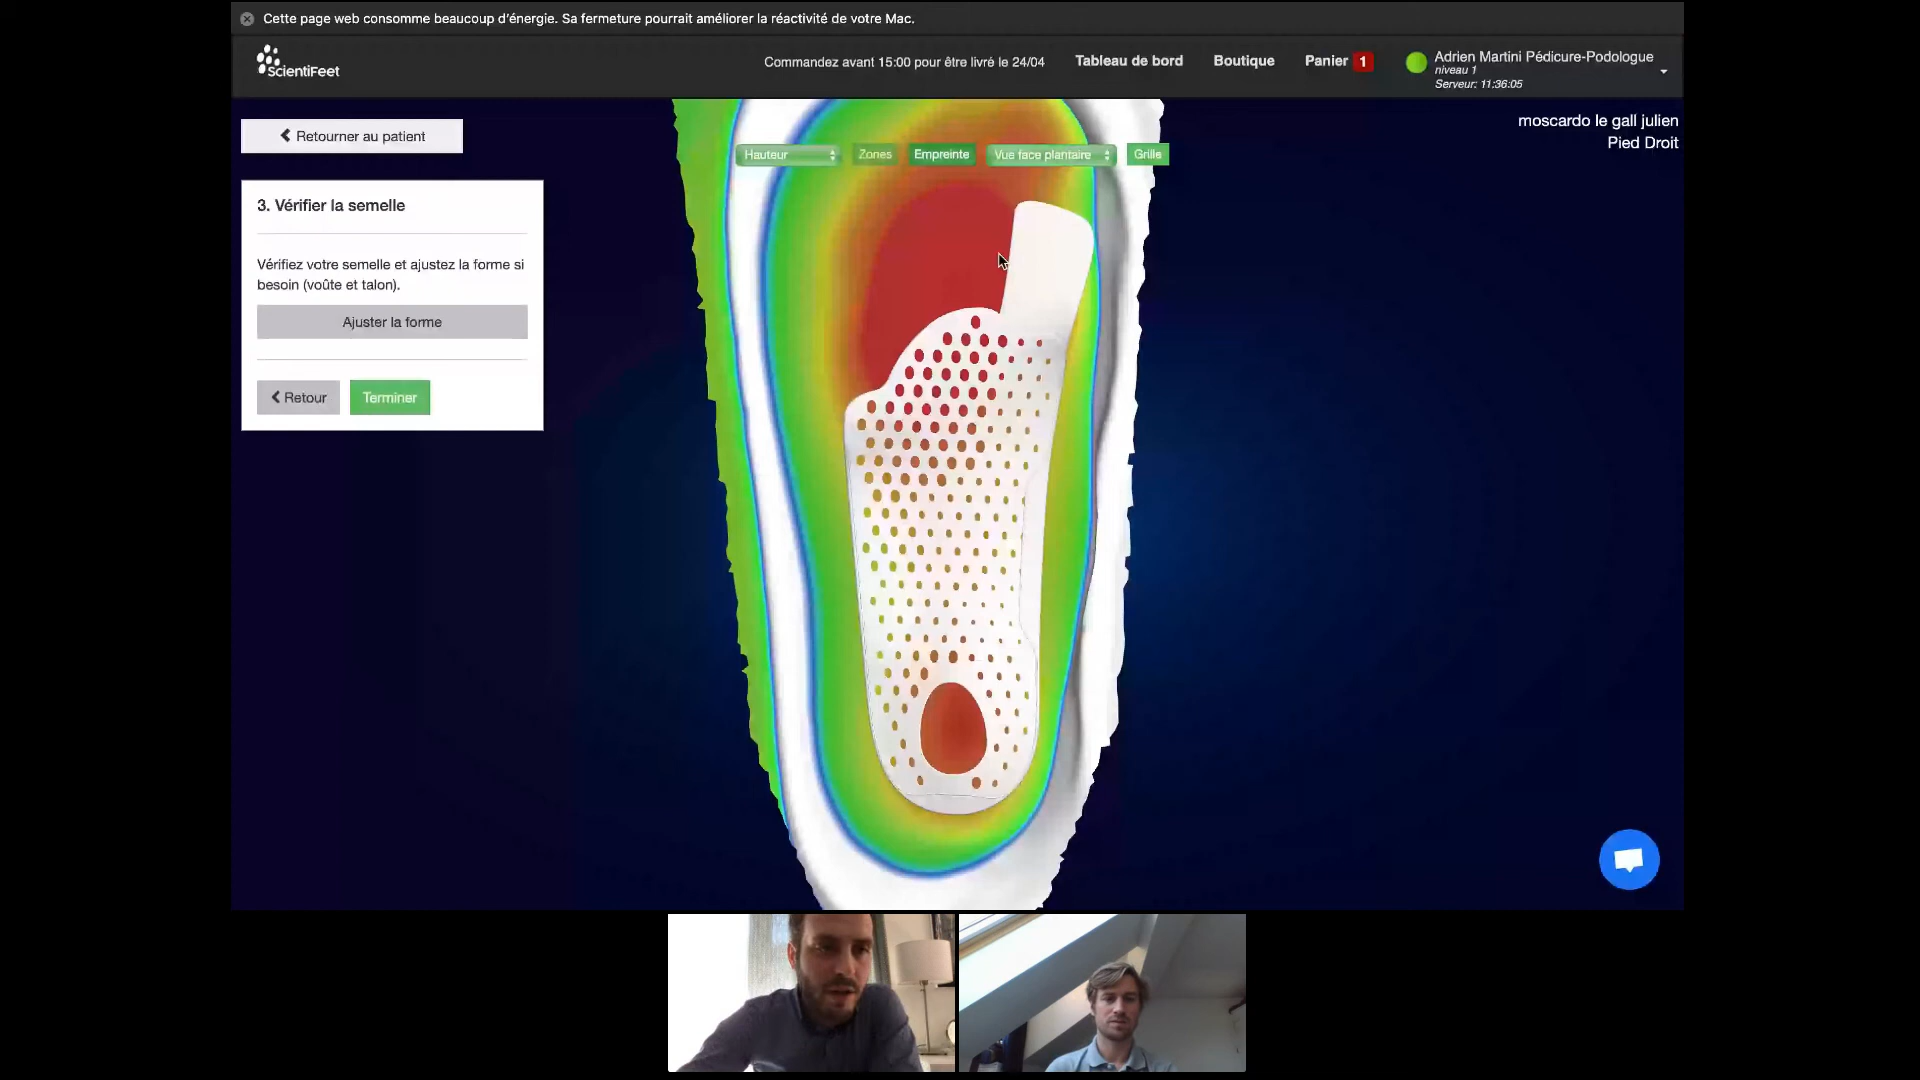 Cette page web consomme beaucoup d'énergie. Sa fermeture pourrait améliorer la réactivité de votre Mac.
ScientiFeet
Commandez avant 15:00 pour être livré le 24/04
Tableau de bord
Boutique
Panier 1
Adrien Martini Pédicure-Podologue
niveau 1
Serveur: 11:36:05
Retourner au patient
moscardo le gall julien
Pied Droit
Hauteur
Zones
Empreinte
Vue face plantaire
Grille
3. Vérifier la semelle
Vérifiez votre semelle et ajustez la forme si
besoin (voûte et talon).
Ajuster la forme
Retour
Terminer